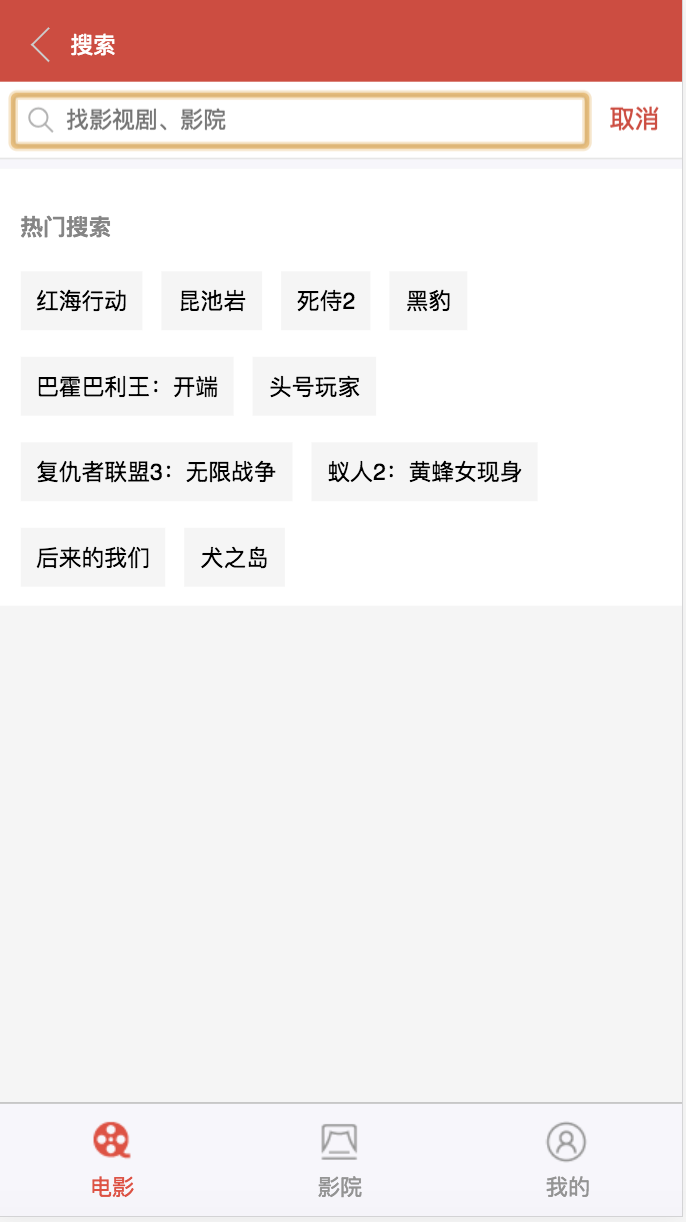 搜索
找影视剧、影院 取消
热门搜索
红海行动 昆池岩 死侍2 黑豹
巴霍巴利王：开端 头号玩家
复仇者联盟3：无限战争 蚁人2：黄蜂女现身
后来的我们 犬之岛
电影 影院 我的